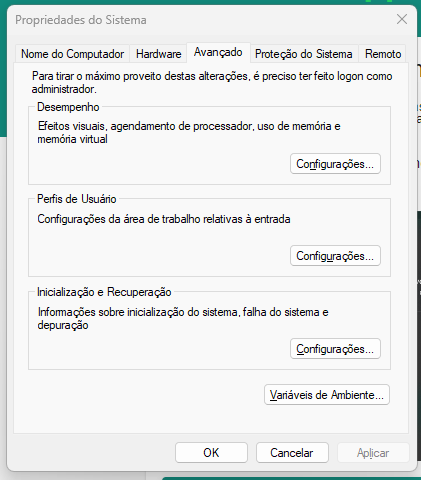 Propriedades do Sistema
Nome do Computador Hardware Avançado Proteção do Sistema Remoto
Para tirar o máximo proveito destas alterações, é preciso ter feito logon como
administrador.
Desempenho
Efeitos visuais, agendamento de processador, uso de memória e
memória virtual
Configurações...
Perfis de Usuário
Configurações da área de trabalho relativas à entrada
Configurações...
Inicialização e Recuperação
Informações sobre inicialização do sistema, falha do sistema e
depuração
Configurações...
Variáveis de Ambiente...
OK Cancelar Aplicar